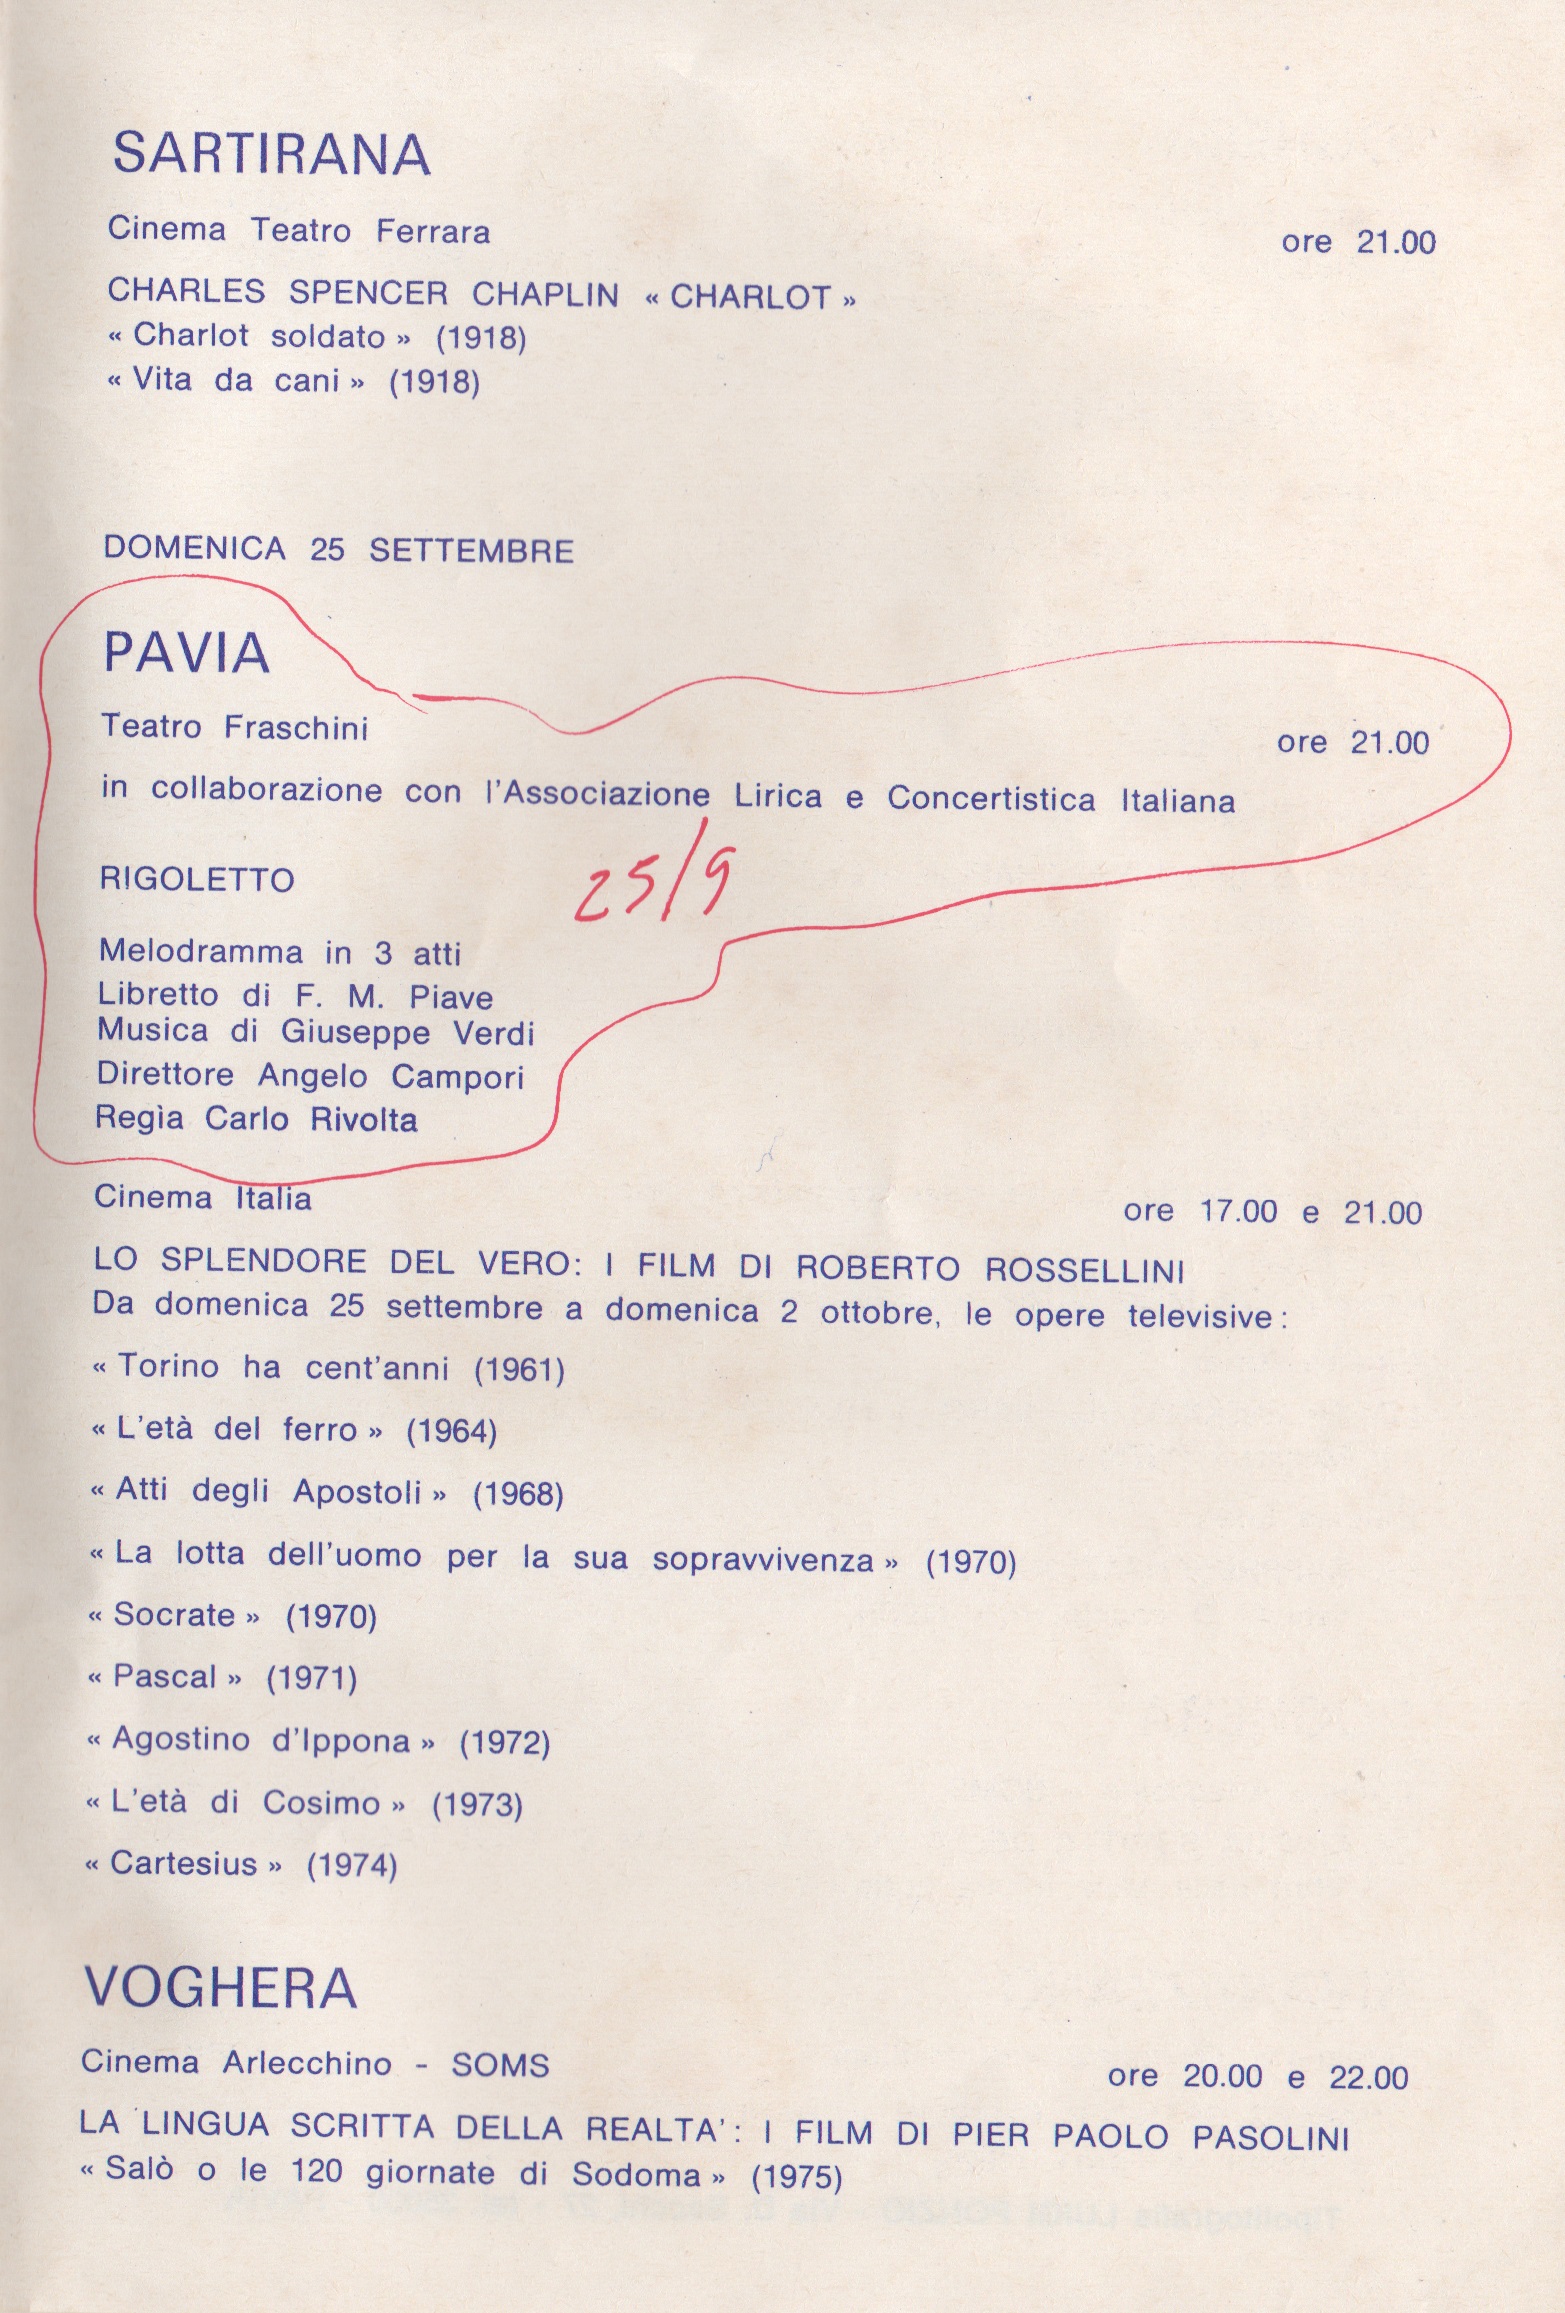 SARTIRANA
Cinema Teatro Ferrara ore 21.00
CHARLES SPENCER CHAPLIN « CHARLOT »
« Charlot soldato » (1918)
« Vita da cani » (1918)
DOMENICA 25 SETTEMBRE
PAVIA
Teatro Fraschini ore 21.00
in collaborazione con l'Associazione Lirica e Concertistica Italiana
RIGOLETTO
25/9
Melodramma in 3 atti
Libretto di F. M. Piave
Musica di Giuseppe Verdi
Direttore Angelo Campori
Regìa Carlo Rivolta
Cinema Italia ore 17.00 e 21.00
LO SPLENDORE DEL VERO: I FILM DI ROBERTO ROSSELLINI
Da domenica 25 settembre a domenica 2 ottobre, le opere televisive:
« Torino ha cent'anni (1961)
« L'età del ferro » (1964)
« Atti degli Apostoli » (1968)
« La lotta dell'uomo per la sua sopravvivenza » (1970)
« Socrate » (1970)
« Pascal » (1971)
« Agostino d'Ippona » (1972)
« L'età di Cosimo » (1973)
« Cartesius » (1974)
VOGHERA
Cinema Arlecchino - SOMS ore 20.00 e 22.00
LA LINGUA SCRITTA DELLA REALTA': I FILM DI PIER PAOLO PASOLINI
« Salò o le 120 giornate di Sodoma » (1975)